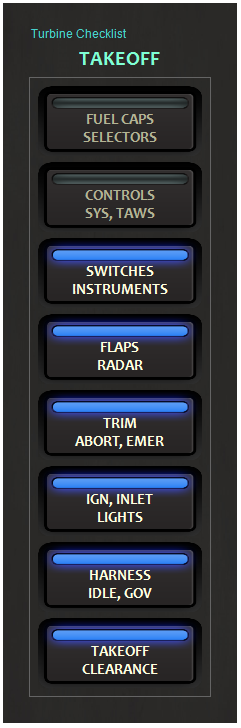 Turbine Checklist
TAKEOFF
FUEL CAPS
SELECTORS
CONTROLS
SYS, TAWS
SWITCHES
INSTRUMENTS
FLAPS
RADAR
TRIM
ABORT, EMER
IGN, INLET
LIGHTS
HARNESS
IDLE, GOV
TAKEOFF
CLEARANCE